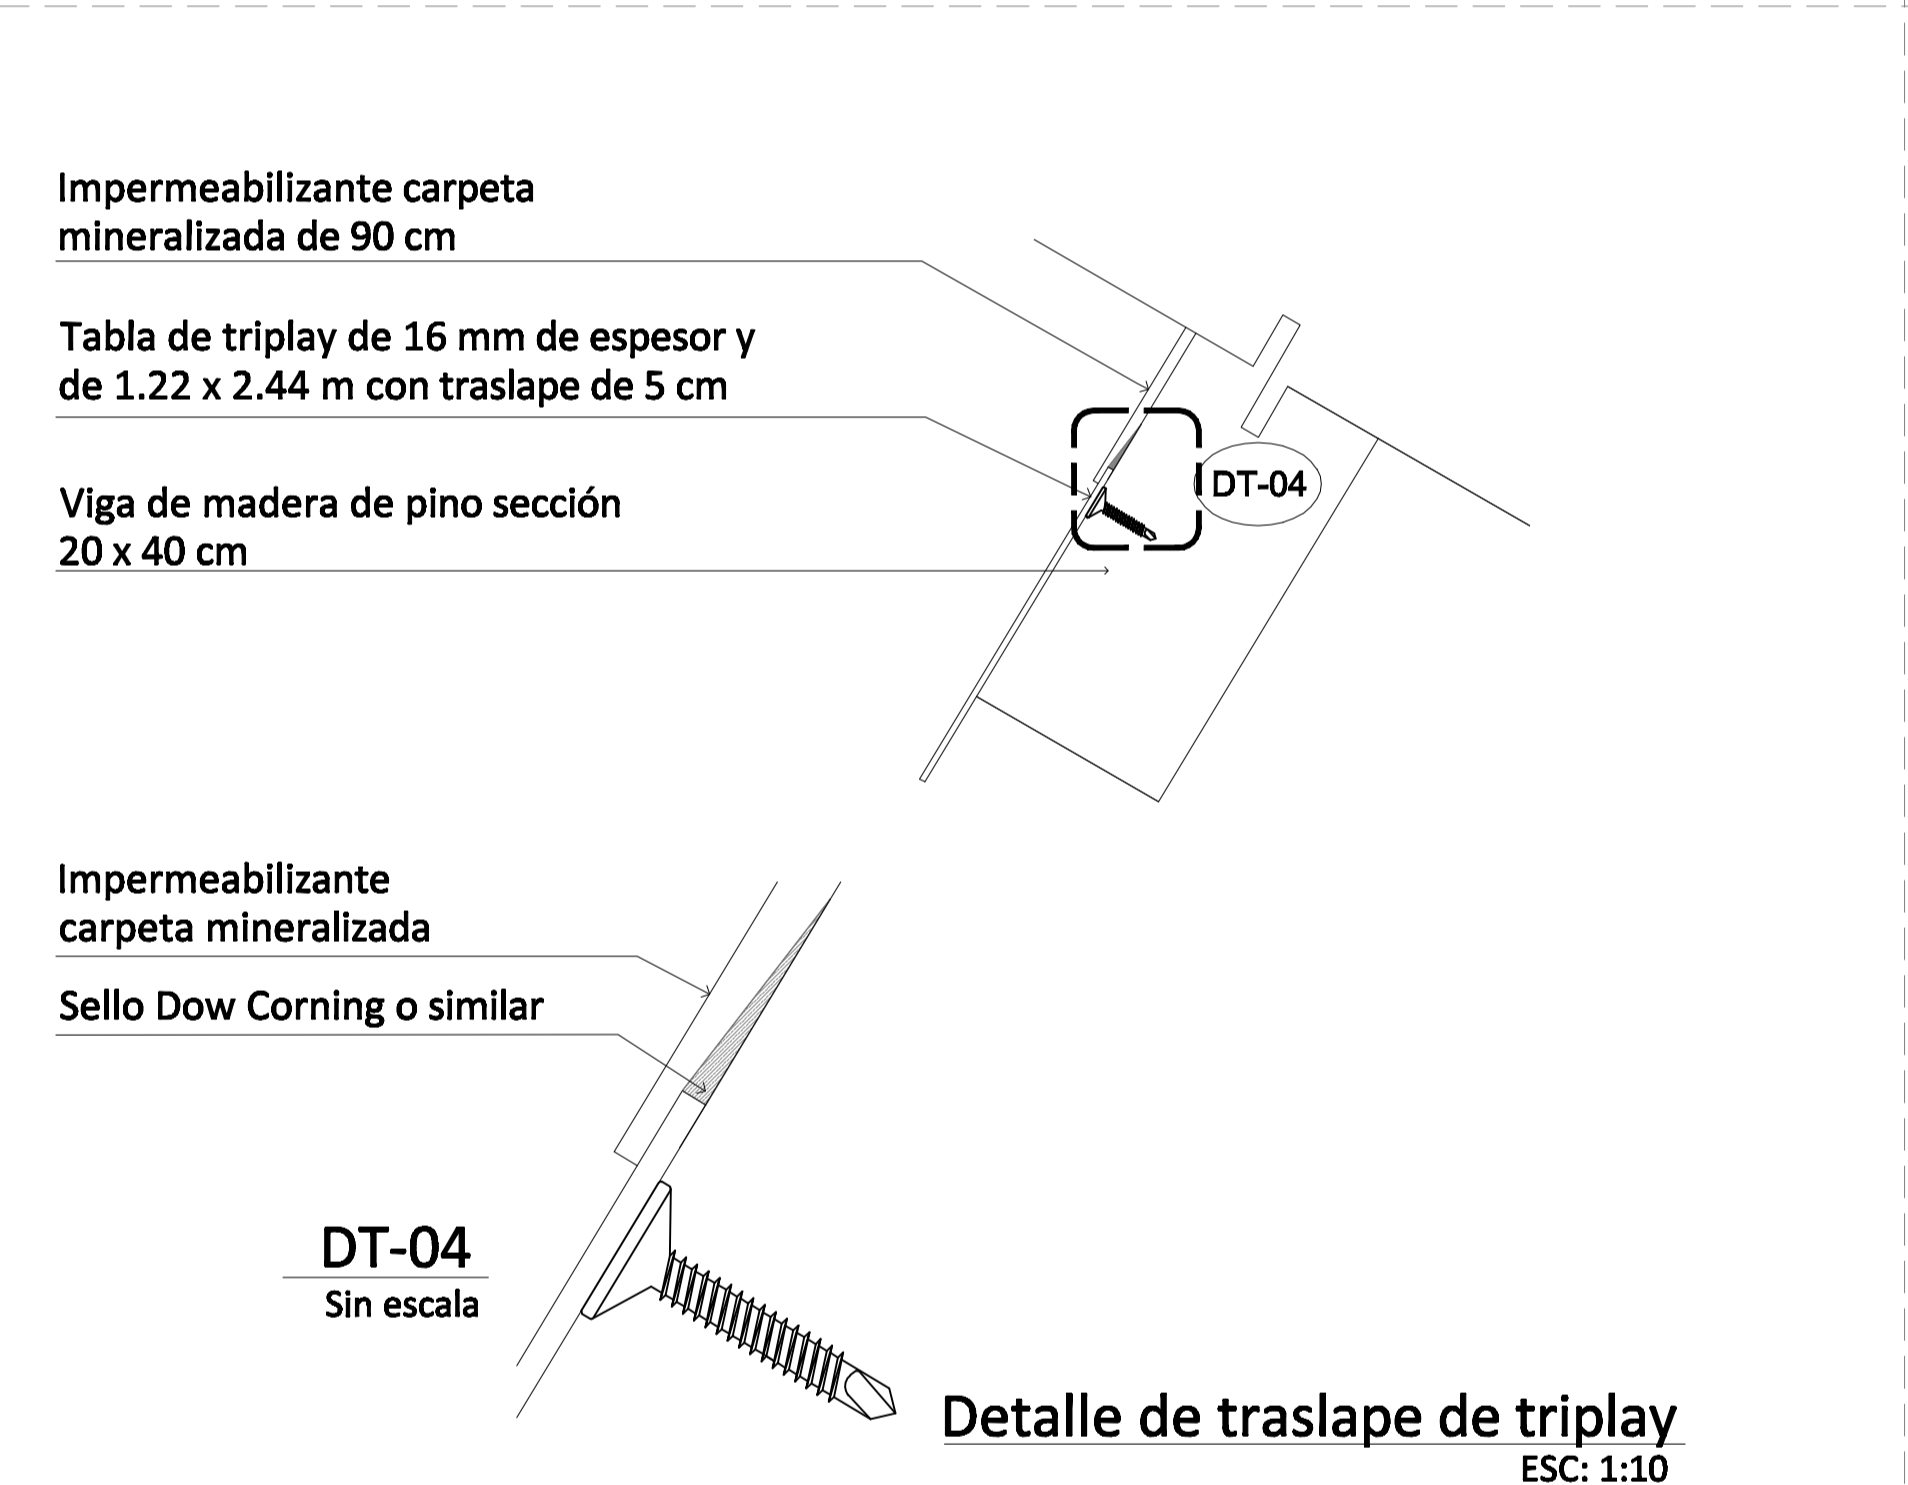 Impermeabilizante carpeta
mineralizada de 90 cm
Tabla de triplay de 16 mm de espesor y
de 1.22 x 2.44 m con traslape de 5 cm
DT-04
Viga de madera de pino sección
20 x 40 cm
Impermeabilizante
carpeta mineralizada
Sello Dow Corning o similar
DT-04
Sin escala
Detalle de traslape de triplay
ESC: 1:10